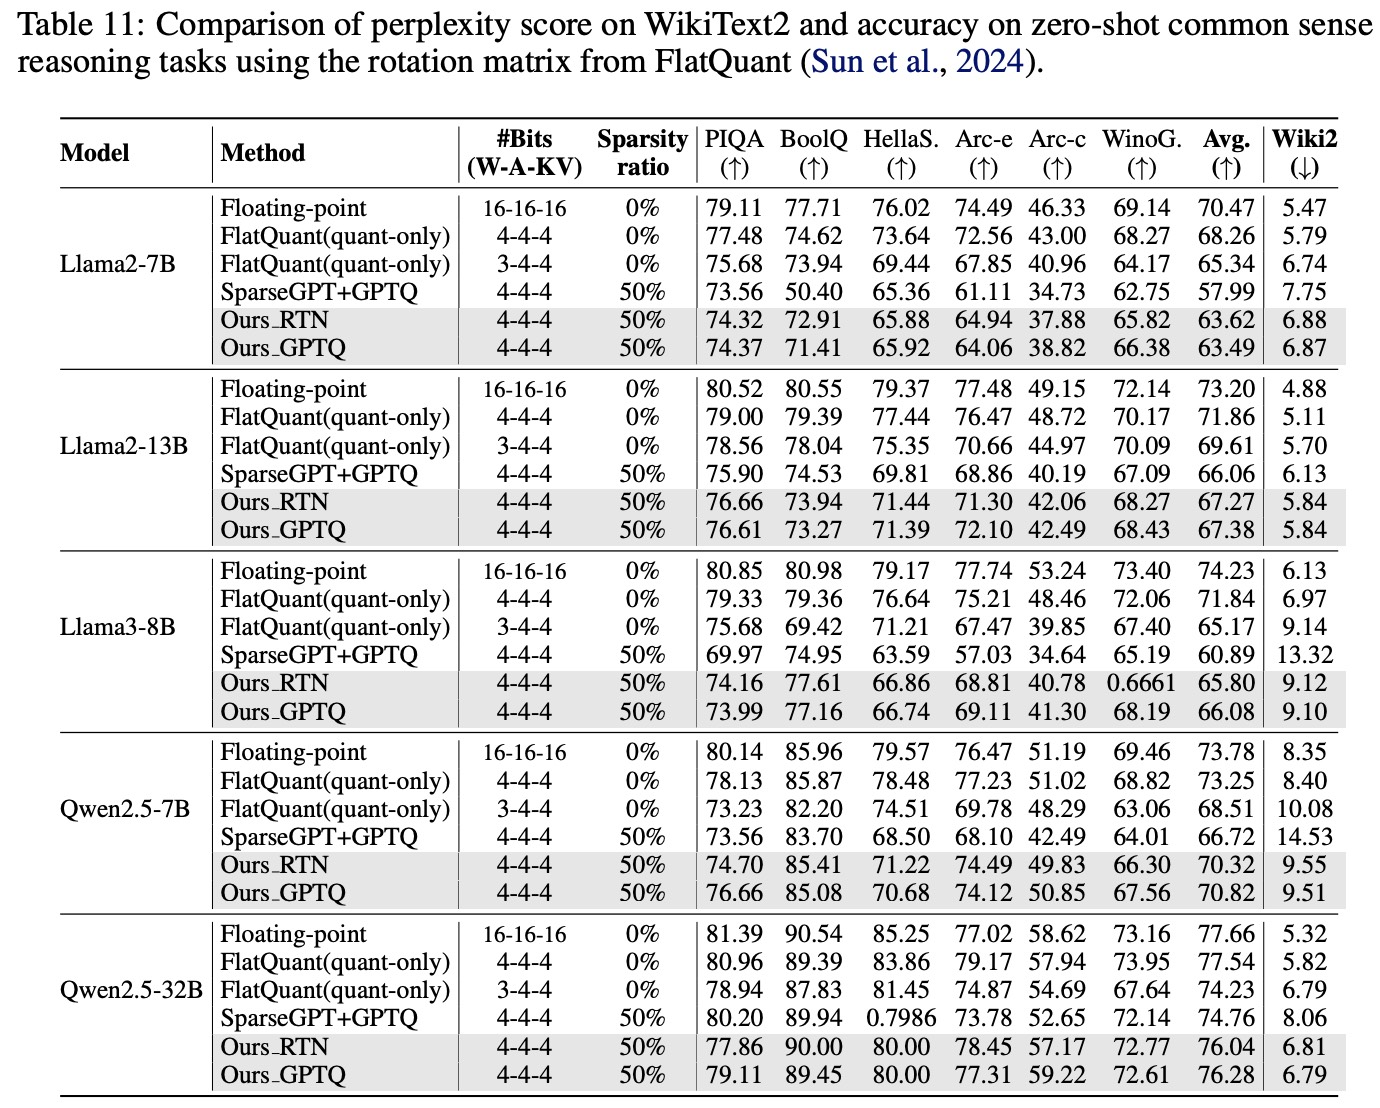 Table 11: Comparison of perplexity score on WikiText2 and accuracy on zero-shot common sense
reasoning tasks using the rotation matrix from FlatQuant (Sun et al., 2024).
Model Method #Bits (W-A-KV) Sparsity ratio PIQA (↑) BoolQ (↑) HellaS. (↑) Arc-e (↑) Arc-c (↑) WinoG. (↑) Avg. (↑) Wiki2 (↓)
Llama2-7B
Floating-point 16-16-16 0% 79.11 77.71 76.02 74.49 46.33 69.14 70.47 5.47
FlatQuant(quant-only) 4-4-4 0% 77.48 74.62 73.64 72.56 43.00 68.27 68.26 5.79
FlatQuant(quant-only) 3-4-4 0% 75.68 73.94 69.44 67.85 40.96 64.17 65.34 6.74
SparseGPT+GPTQ 4-4-4 50% 73.56 50.40 65.36 61.11 34.73 62.75 57.99 7.75
Ours_RTN 4-4-4 50% 74.32 72.91 65.88 64.94 37.88 65.82 63.62 6.88
Ours_GPTQ 4-4-4 50% 74.37 71.41 65.92 64.06 38.82 66.38 63.49 6.87
Llama2-13B
Floating-point 16-16-16 0% 80.52 80.55 79.37 77.48 49.15 72.14 73.20 4.88
FlatQuant(quant-only) 4-4-4 0% 79.00 79.39 77.44 76.47 48.72 70.17 71.86 5.11
FlatQuant(quant-only) 3-4-4 0% 78.56 78.04 75.35 70.66 44.97 70.09 69.61 5.70
SparseGPT+GPTQ 4-4-4 50% 75.90 74.53 69.81 68.86 40.19 67.09 66.06 6.13
Ours_RTN 4-4-4 50% 76.66 73.94 71.44 71.30 42.06 68.27 67.27 5.84
Ours_GPTQ 4-4-4 50% 76.61 73.27 71.39 72.10 42.49 68.43 67.38 5.84
Llama3-8B
Floating-point 16-16-16 0% 80.85 80.98 79.17 77.74 53.24 73.40 74.23 6.13
FlatQuant(quant-only) 4-4-4 0% 79.33 79.36 76.64 75.21 48.46 72.06 71.84 6.97
FlatQuant(quant-only) 3-4-4 0% 75.68 69.42 71.21 67.47 39.85 67.40 65.17 9.14
SparseGPT+GPTQ 4-4-4 50% 69.97 74.95 63.59 57.03 34.64 65.19 60.89 13.32
Ours_RTN 4-4-4 50% 74.16 77.61 66.86 68.81 40.78 0.6661 65.80 9.12
Ours_GPTQ 4-4-4 50% 73.99 77.16 66.74 69.11 41.30 68.19 66.08 9.10
Qwen2.5-7B
Floating-point 16-16-16 0% 80.14 85.96 79.57 76.47 51.19 69.46 73.78 8.35
FlatQuant(quant-only) 4-4-4 0% 78.13 85.87 78.48 77.23 51.02 68.82 73.25 8.40
FlatQuant(quant-only) 3-4-4 0% 73.23 82.20 74.51 69.78 48.29 63.06 68.51 10.08
SparseGPT+GPTQ 4-4-4 50% 73.56 83.70 68.50 68.10 42.49 64.01 66.72 14.53
Ours_RTN 4-4-4 50% 74.70 85.41 71.22 74.49 49.83 66.30 70.32 9.55
Ours_GPTQ 4-4-4 50% 76.66 85.08 70.68 74.12 50.85 67.56 70.82 9.51
Qwen2.5-32B
Floating-point 16-16-16 0% 81.39 90.54 85.25 77.02 58.62 73.16 77.66 5.32
FlatQuant(quant-only) 4-4-4 0% 80.96 89.39 83.86 79.17 57.94 73.95 77.54 5.82
FlatQuant(quant-only) 3-4-4 0% 78.94 87.83 81.45 74.87 54.69 67.64 74.23 6.79
SparseGPT+GPTQ 4-4-4 50% 80.20 89.94 0.7986 73.78 52.65 72.14 74.76 8.06
Ours_RTN 4-4-4 50% 77.86 90.00 80.00 78.45 57.17 72.77 76.04 6.81
Ours_GPTQ 4-4-4 50% 79.11 89.45 80.00 77.31 59.22 72.61 76.28 6.79